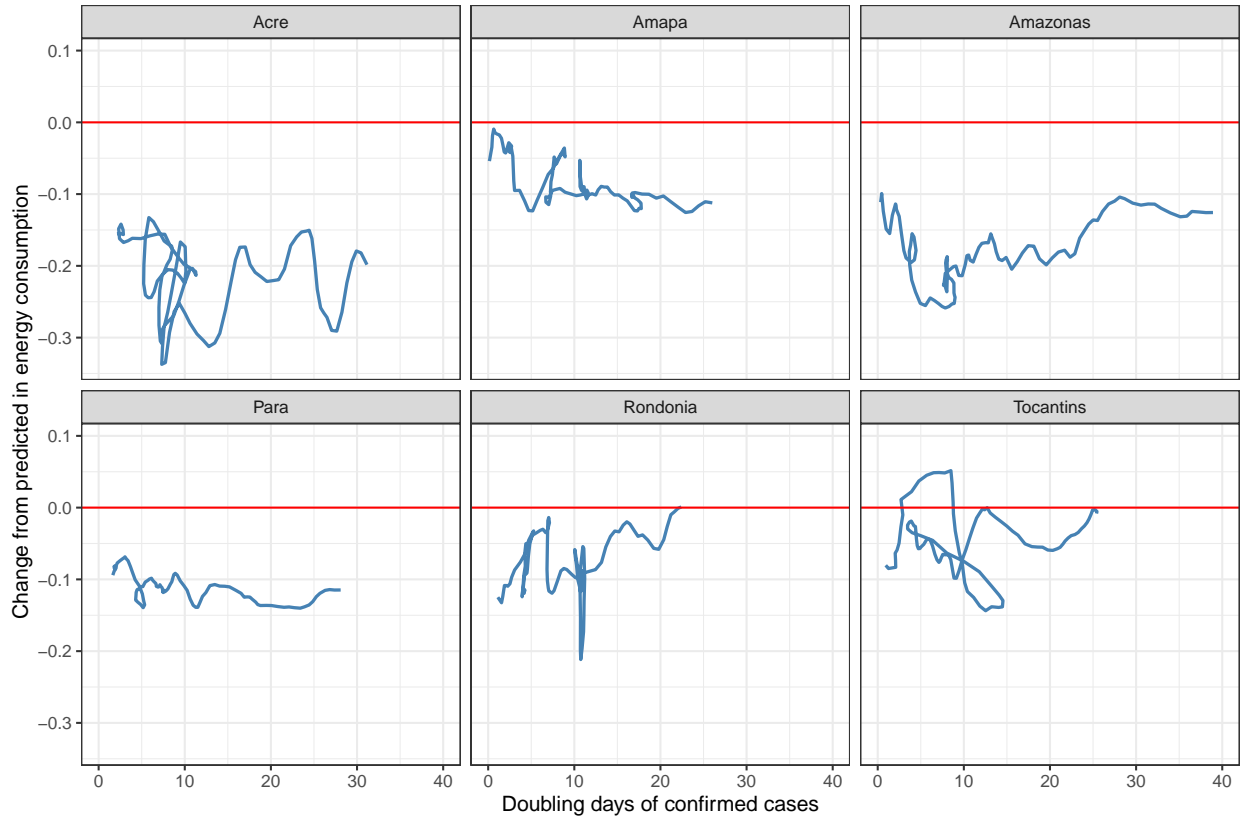 Acre
Amapa
Amazonas
0.1
0.0
−0.1
−0.2
−0.3
Para
Rondonia
Tocantins
0.1
0.0
−0.1
−0.2
−0.3
0 10 20 30 40
0 10 20 30 40
0 10 20 30 40
Doubling days of confirmed cases
Change from predicted in energy consumption